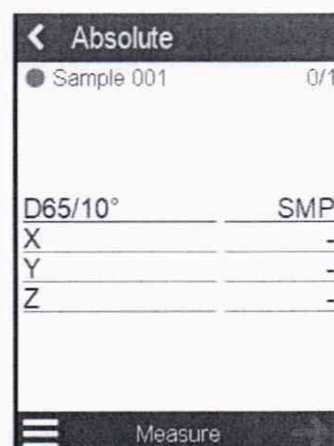 Absolute
Sample 001 0/1
D65/10° SMP
X -
Y -
Z -
Measure